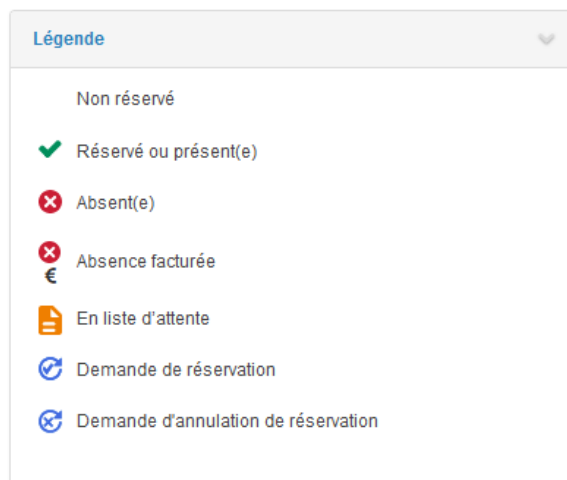 Légende
Non réservé
Réservé ou présent(e)
Absent(e)
€
Absence facturée
En liste d'attente
Demande de réservation
Demande d'annulation de réservation